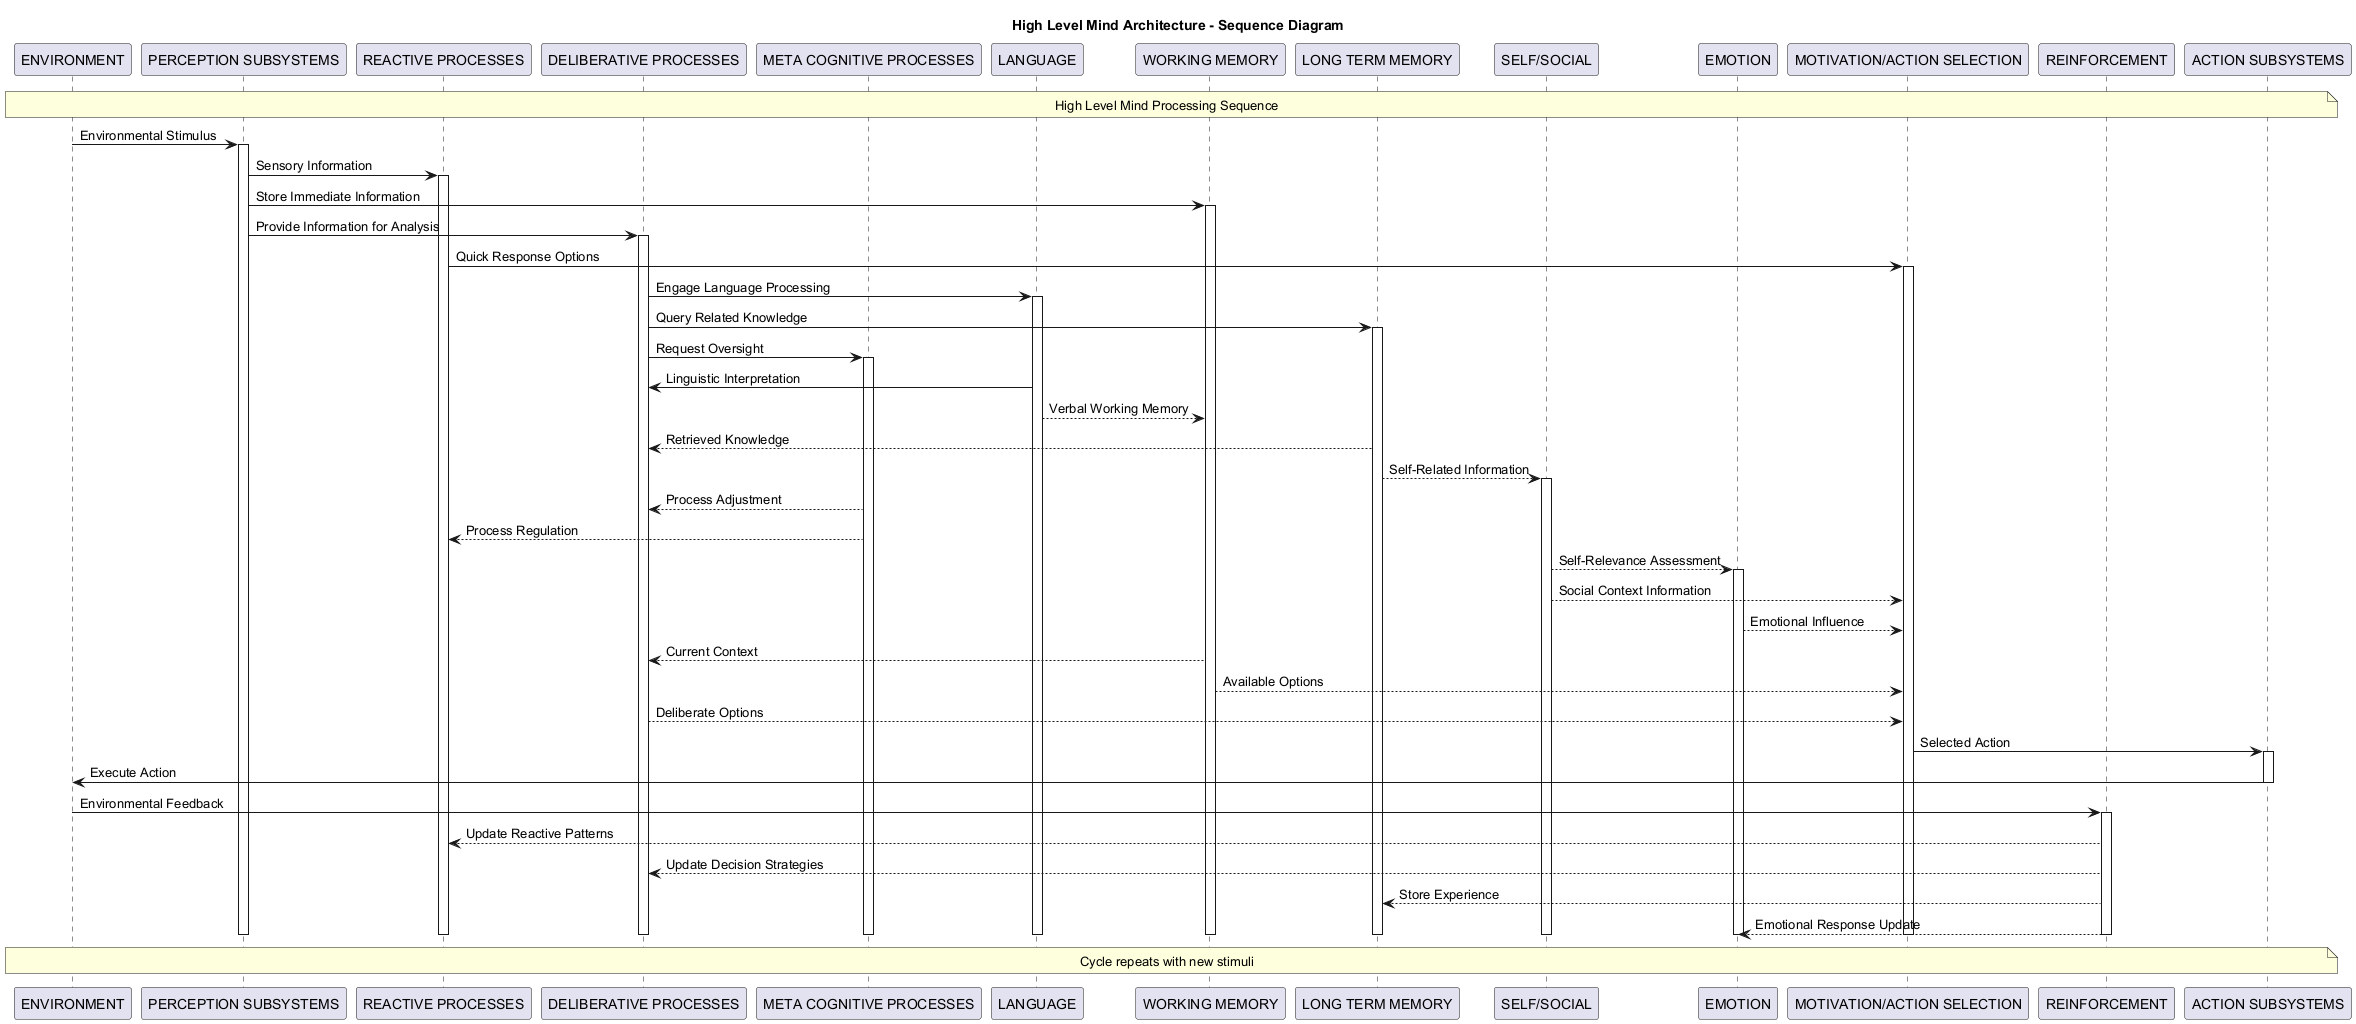 High Level Mind Architecture - Sequence Diagram
ENVIRONMENT PERCEPTION SUBSYSTEMS REACTIVE PROCESSES DELIBERATIVE PROCESSES META COGNITIVE PROCESSES LANGUAGE WORKING MEMORY LONG TERM MEMORY SELF/SOCIAL EMOTION MOTIVATION/ACTION SELECTION REINFORCEMENT ACTION SUBSYSTEMS
High Level Mind Processing Sequence
Environmental Stimulus
Sensory Information
Store Immediate Information
Provide Information for Analysis
Quick Response Options
Engage Language Processing
Query Related Knowledge
Request Oversight
Linguistic Interpretation
Verbal Working Memory
Retrieved Knowledge
Self-Related Information
Process Adjustment
Process Regulation
Self-Relevance Assessment
Social Context Information
Emotional Influence
Current Context
Available Options
Deliberate Options
Selected Action
Execute Action
Environmental Feedback
Update Reactive Patterns
Update Decision Strategies
Store Experience
Emotional Response Update
Cycle repeats with new stimuli
ENVIRONMENT PERCEPTION SUBSYSTEMS REACTIVE PROCESSES DELIBERATIVE PROCESSES META COGNITIVE PROCESSES LANGUAGE WORKING MEMORY LONG TERM MEMORY SELF/SOCIAL EMOTION MOTIVATION/ACTION SELECTION REINFORCEMENT ACTION SUBSYSTEMS